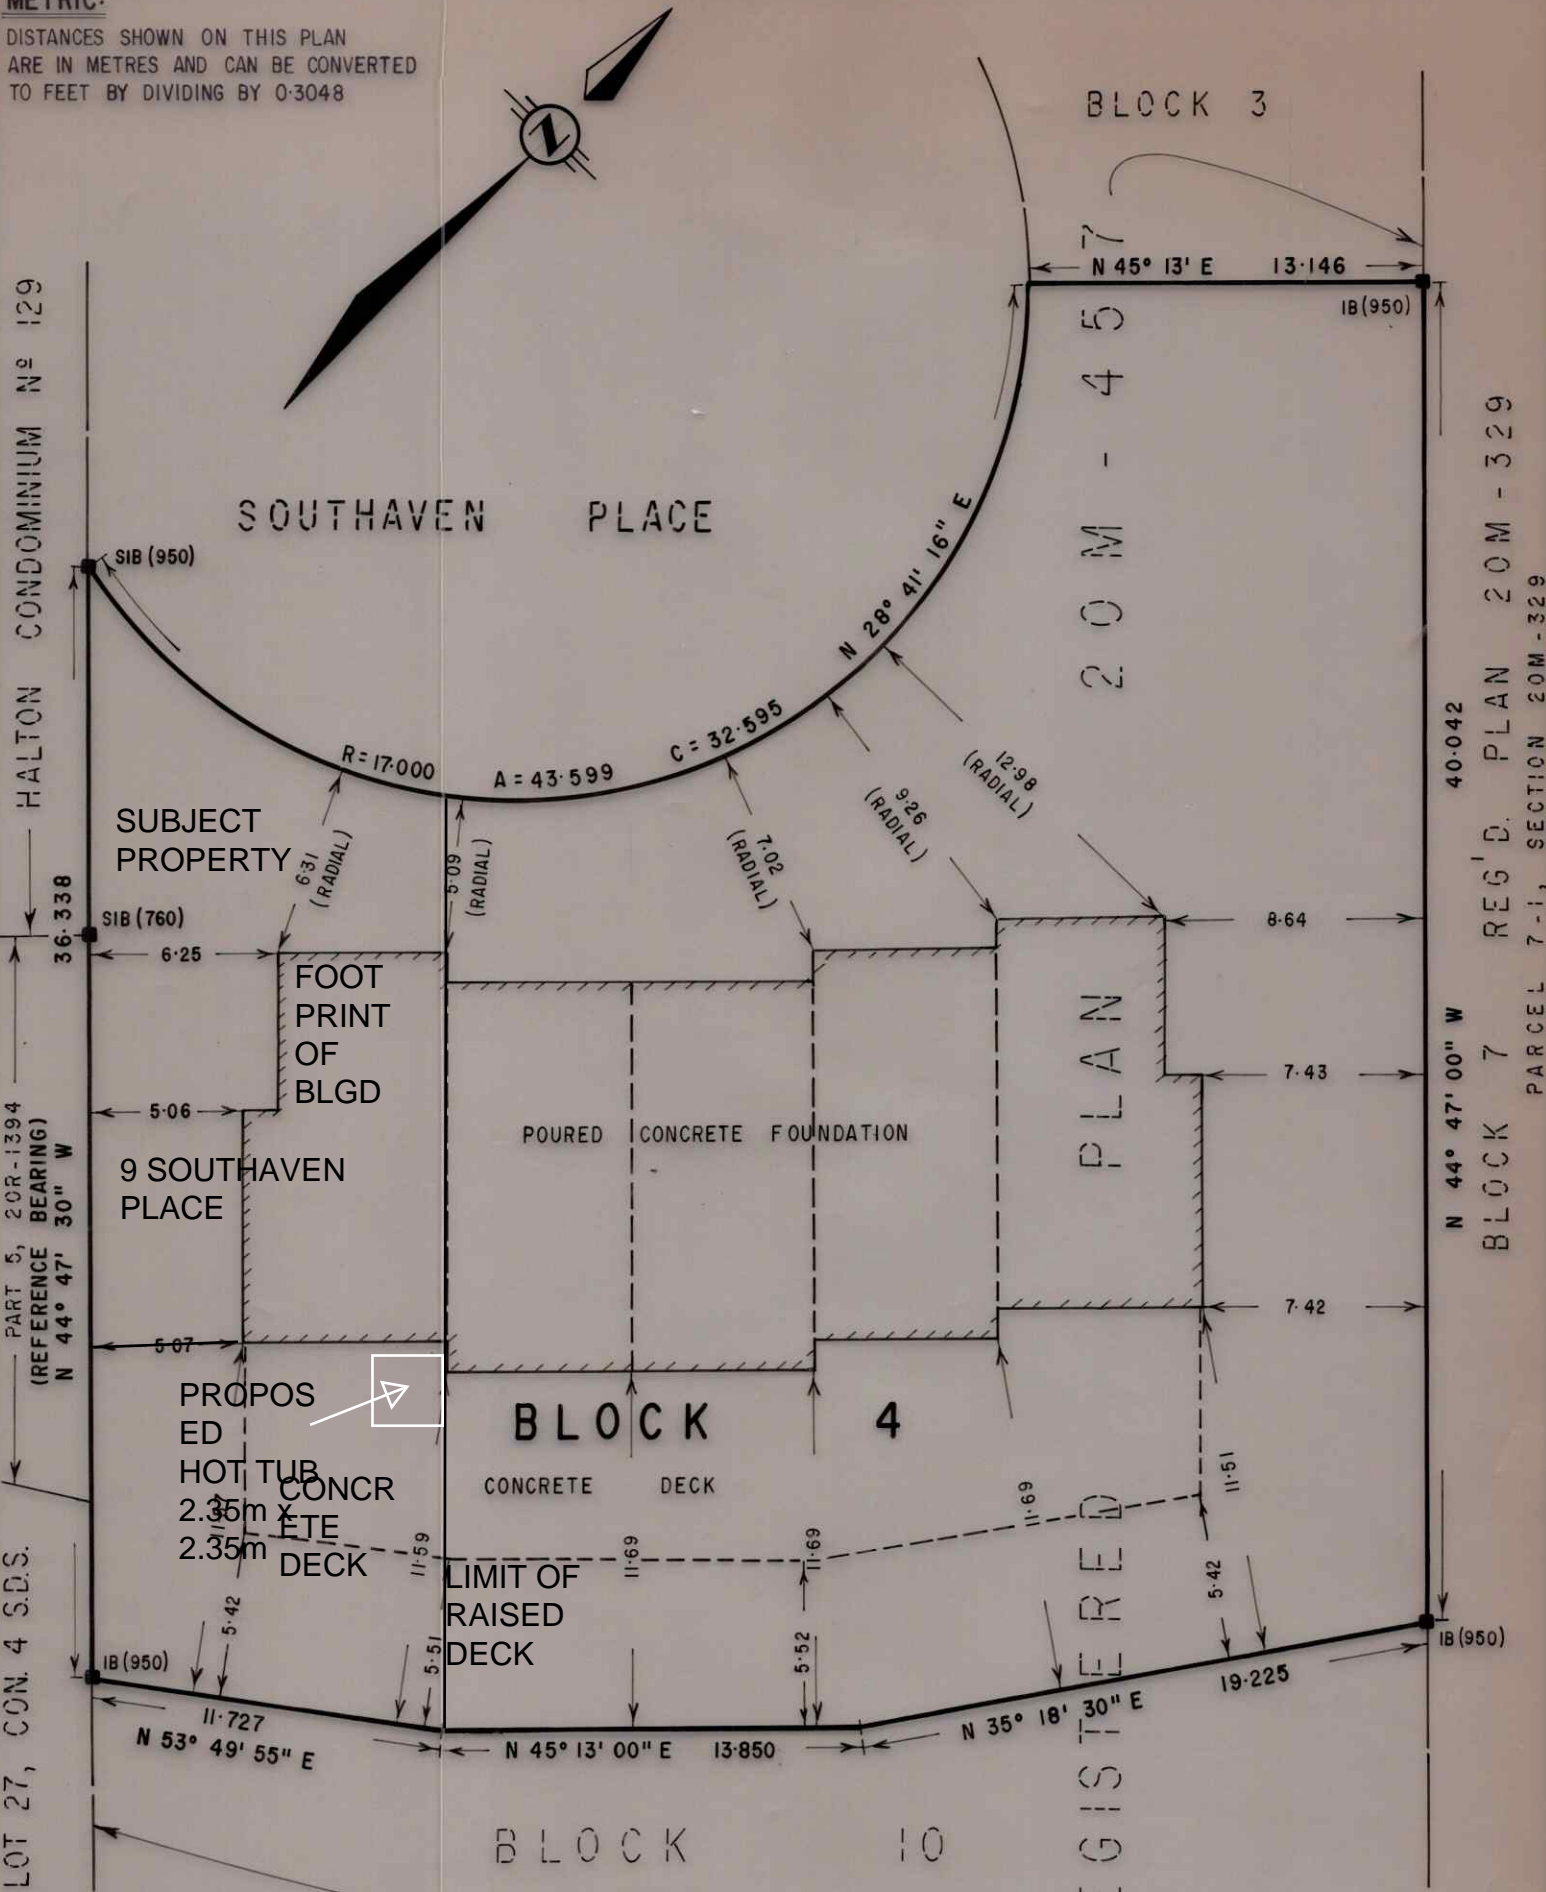 METRIC:
DISTANCES SHOWN ON THIS PLAN
ARE IN METRES AND CAN BE CONVERTED
TO FEET BY DIVIDING BY 0·3048
N
BLOCK 3
N 45° 13' E 13·146
IB (950)
HALTON CONDOMINIUM Nº 129
SOUTHAVEN PLACE
SIB (950)
N 28° 41' 16" E
R = 17·000
A = 43·599
C = 32·595
SUBJECT
PROPERTY
6·31
(RADIAL)
5·09
(RADIAL)
7·02
(RADIAL)
9·26
(RADIAL)
12·98
(RADIAL)
40·042
N 44° 47' 00" W
BLOCK 7 REG'D. PLAN 20M-329
PARCEL 7-1, SECTION 20M-329
36·338
SIB (760)
6·25
8·64
FOOT
PRINT
OF
BLGD
7·43
5·06
POURED CONCRETE FOUNDATION
9 SOUTHAVEN
PLACE
PART 5, 20R-1394
(REFERENCE BEARING)
N 44° 47' 30" W
7·42
5·07
PROPOS
ED
HOT TUB
2.35m x
2.35m
BLOCK 4
CONCRETE DECK
CONCR
ETE
DECK
11·59
11·69
11·69
11·69
11·51
LIMIT OF
RAISED
DECK
5·42
5·51
5·52
5·42
IB (950)
IB (950)
11·727
N 53° 49' 55" E
N 45° 13' 00" E 13·850
N 35° 18' 30" E
19·225
LOT 27, CON. 4 S.D.S.
BLOCK 10
GISTERED PLAN 20M-457